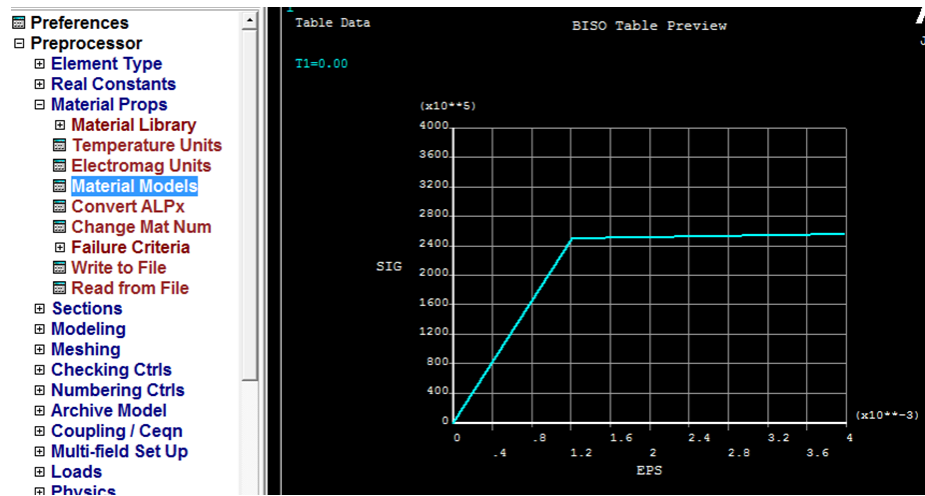 Preferences
Preprocessor
Element Type
Real Constants
Material Props
Material Library
Temperature Units
Electromag Units
Material Models
Convert ALPx
Change Mat Num
Failure Criteria
Write to File
Read from File
Sections
Modeling
Meshing
Checking Ctrls
Numbering Ctrls
Archive Model
Coupling / Ceqn
Multi-field Set Up
Loads
Physics
1
Table Data
BISO Table Preview
T1=0.00
(x10**5)
4000
3600
3200
2800
2400
SIG
2000
1600
1200
800
400
0
(x10**-3)
0 .8 1.6 2.4 3.2 4
.4 1.2 2 2.8 3.6
EPS